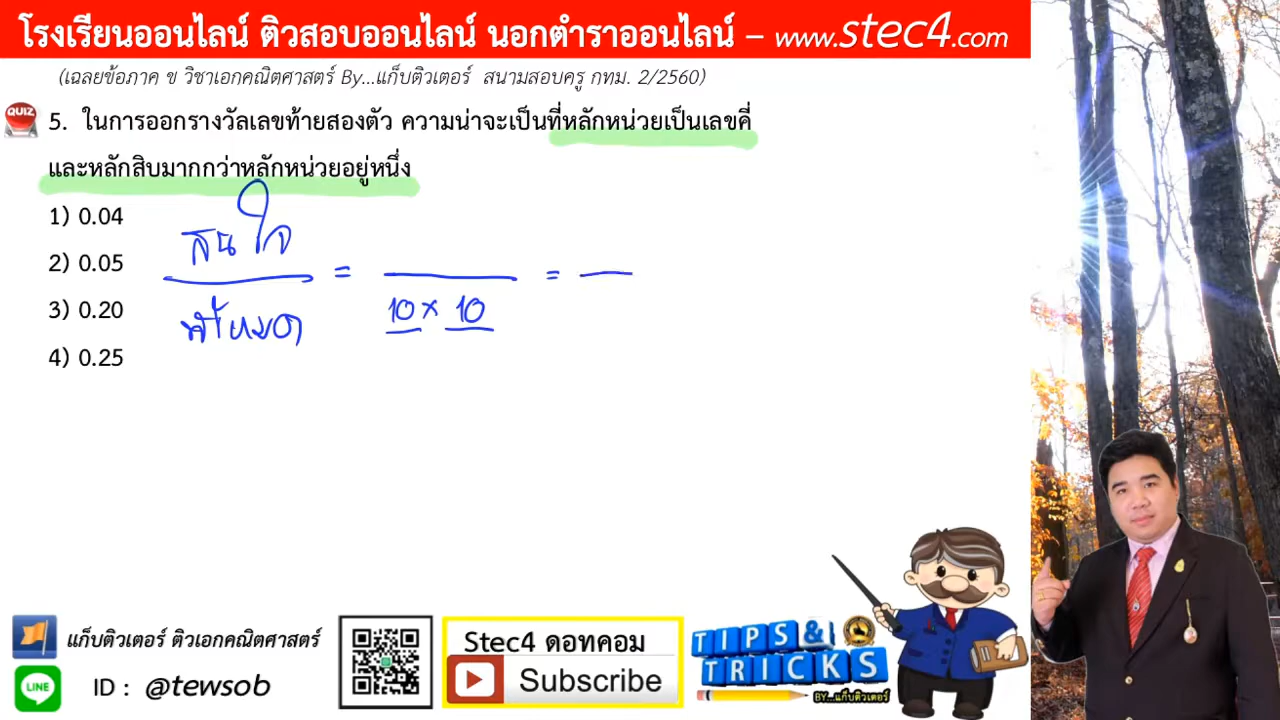 โรงเรียนออนไลน์ ติวสอบออนไลน์ นอกตำราออนไลน์ – www.stec4.com
(เฉลยข้อภาค ข วิชาเอกคณิตศาสตร์ By...แก็บติวเตอร์ สนามสอบครู กทม. 2/2560)
QUIZ
5. ในการออกรางวัลเลขท้ายสองตัว ความน่าจะเป็นที่หลักหน่วยเป็นเลขคี่
และหลักสิบมากกว่าหลักหน่วยอยู่หนึ่ง
1) 0.04
2) 0.05
3) 0.20
4) 0.25
สนใจ
= =
ทั้งหมด
10 × 10
แก็บติวเตอร์ ติวเอกคณิตศาสตร์
LINE
ID : @tewsob
Stec4 ดอทคอม
Subscribe
TIPS &
TRICKS
BY...แก็บติวเตอร์